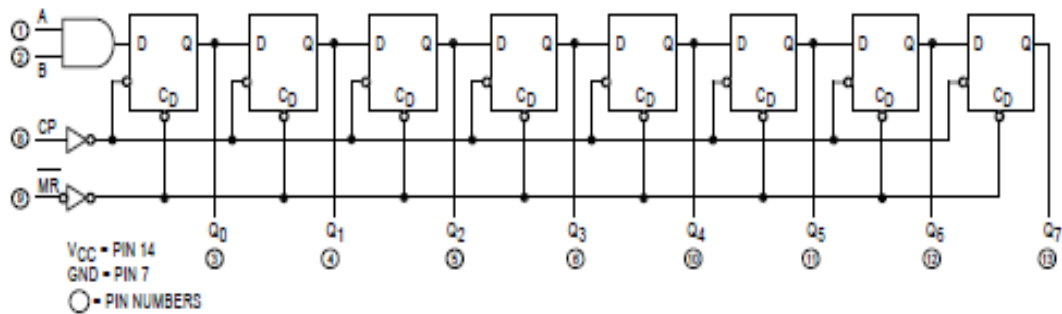 A
① D Q D Q D Q D Q D Q D Q D Q D Q
②
B
CD CD CD CD CD CD CD CD
⑧ CP
⑨ MR
Q0 Q1 Q2 Q3 Q4 Q5 Q6 Q7
③ ④ ⑤ ⑥ ⑩ ⑪ ⑫ ⑬
VCC = PIN 14
GND = PIN 7
◯ = PIN NUMBERS